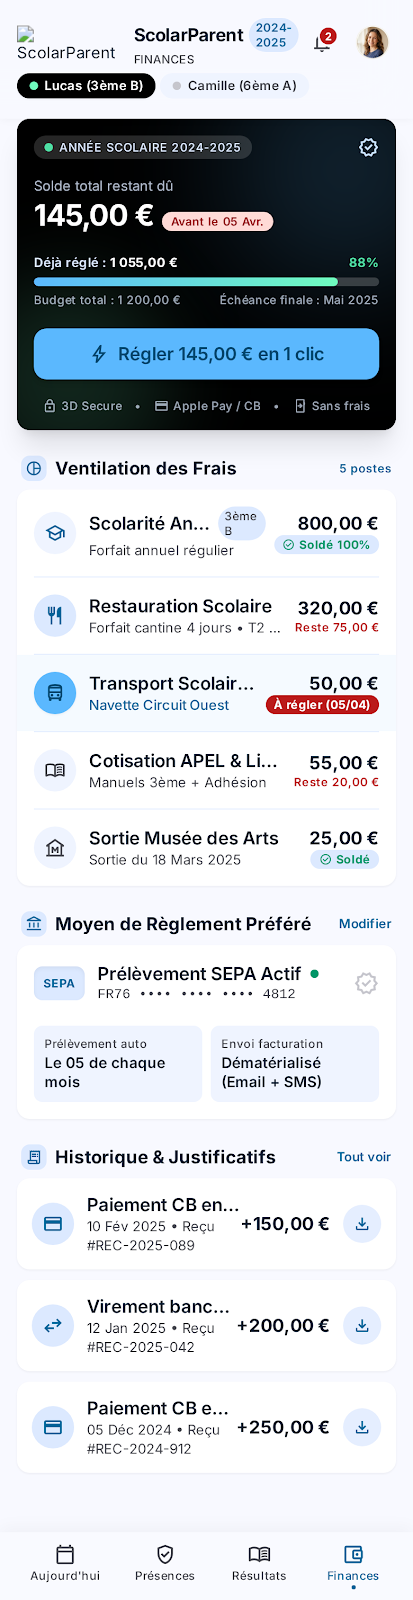 ScolarParent
ScolarParent
2024-2025
FINANCES
2
Lucas (3ème B)
Camille (6ème A)
ANNÉE SCOLAIRE 2024-2025
Solde total restant dû
145,00 € Avant le 05 Avr.
Déjà réglé : 1 055,00 € 88%
Budget total : 1 200,00 € Échéance finale : Mai 2025
Régler 145,00 € en 1 clic
3D Secure • Apple Pay / CB • Sans frais
Ventilation des Frais 5 postes
Scolarité An... 3ème B 800,00 €
Forfait annuel régulier Soldé 100%
Restauration Scolaire 320,00 €
Forfait cantine 4 jours • T2 ... Reste 75,00 €
Transport Scolair... 50,00 €
Navette Circuit Ouest À régler (05/04)
Cotisation APEL & Li... 55,00 €
Manuels 3ème + Adhésion Reste 20,00 €
Sortie Musée des Arts 25,00 €
Sortie du 18 Mars 2025 Soldé
Moyen de Règlement Préféré Modifier
SEPA
Prélèvement SEPA Actif
FR76 •••• •••• •••• 4812
Prélèvement auto
Le 05 de chaque
mois
Envoi facturation
Dématérialisé
(Email + SMS)
Historique & Justificatifs Tout voir
Paiement CB en...
10 Fév 2025 • Reçu
#REC-2025-089
+150,00 €
Virement banc...
12 Jan 2025 • Reçu
#REC-2025-042
+200,00 €
Paiement CB e...
05 Déc 2024 • Reçu
#REC-2024-912
+250,00 €
Aujourd'hui Présences Résultats Finances